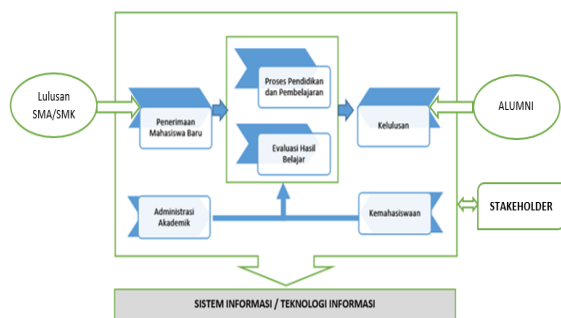 Lulusan
SMA/SMK
Penerimaan
Mahasiswa Baru
Proses Pendidikan
dan Pembelajaran
Evaluasi Hasil
Belajar
Kelulusan
ALUMNI
Administrasi
Akademik
Kemahasiswaan
STAKEHOLDER
SISTEM INFORMASI / TEKNOLOGI INFORMASI